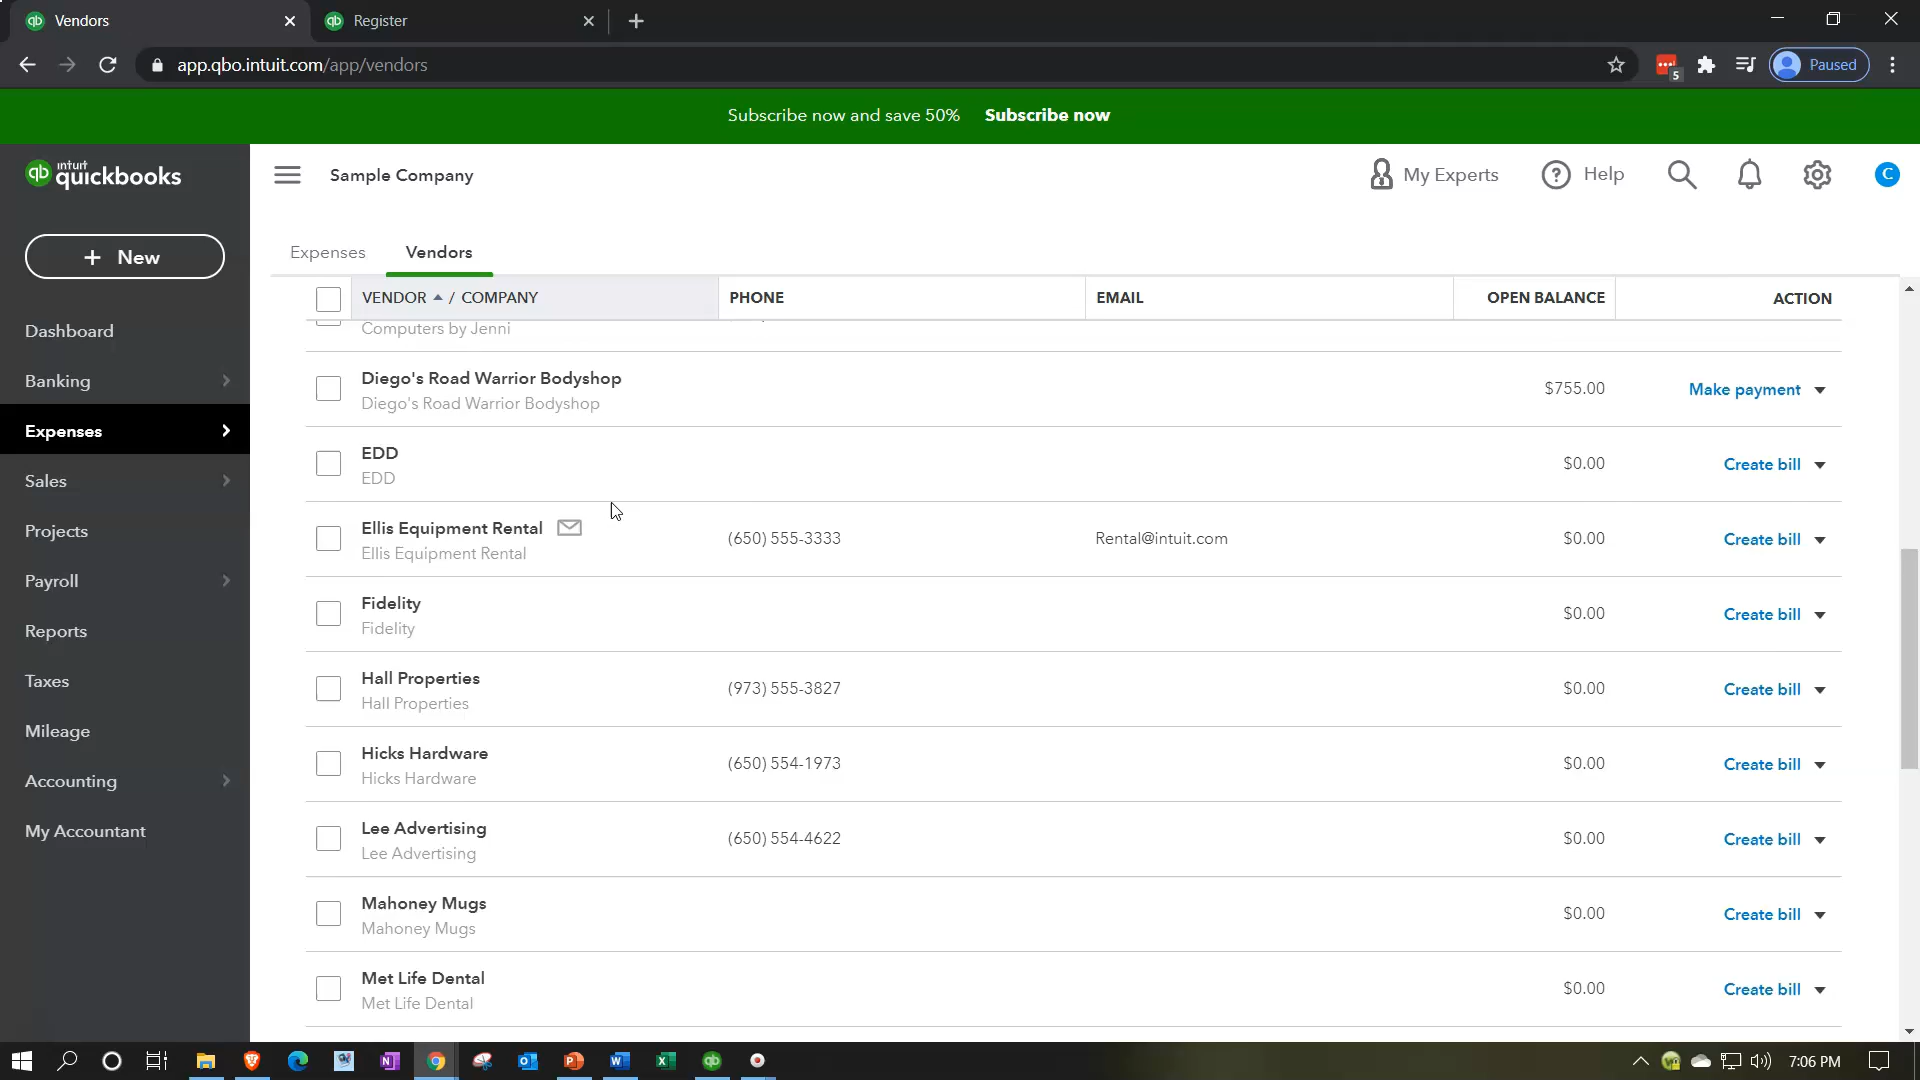 Vendors
Register
app.qbo.intuit.com/app/vendors
5
Paused
Subscribe now and save 50% Subscribe now
qb intuit quickbooks
Sample Company
My Experts
? Help
C
+ New
Dashboard
Banking
Expenses
Sales
Projects
Payroll
Reports
Taxes
Mileage
Accounting
My Accountant
Expenses Vendors
VENDOR / COMPANY PHONE EMAIL OPEN BALANCE ACTION
Computers by Jenni
Diego's Road Warrior Bodyshop $755.00 Make payment
Diego's Road Warrior Bodyshop
EDD $0.00 Create bill
EDD
Ellis Equipment Rental (650) 555-3333 Rental@intuit.com $0.00 Create bill
Ellis Equipment Rental
Fidelity $0.00 Create bill
Fidelity
Hall Properties (973) 555-3827 $0.00 Create bill
Hall Properties
Hicks Hardware (650) 554-1973 $0.00 Create bill
Hicks Hardware
Lee Advertising (650) 554-4622 $0.00 Create bill
Lee Advertising
Mahoney Mugs $0.00 Create bill
Mahoney Mugs
Met Life Dental $0.00 Create bill
Met Life Dental
7:06 PM